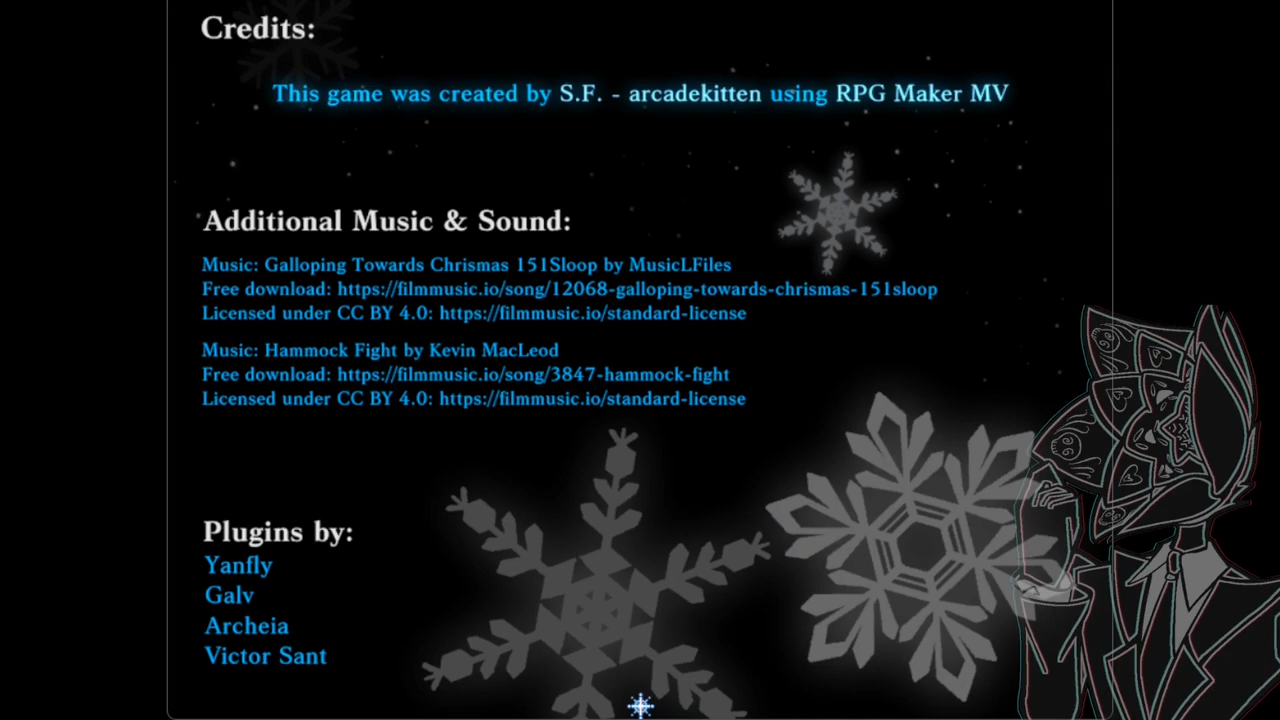 Credits:
This game was created by S.F. - arcadekitten using RPG Maker MV
Additional Music & Sound:
Music: Galloping Towards Chrismas 151Sloop by MusicLFiles
Free download: https://filmmusic.io/song/12068-galloping-towards-chrismas-151sloop
Licensed under CC BY 4.0: https://filmmusic.io/standard-license
Music: Hammock Fight by Kevin MacLeod
Free download: https://filmmusic.io/song/3847-hammock-fight
Licensed under CC BY 4.0: https://filmmusic.io/standard-license
Plugins by:
Yanfly
Galv
Archeia
Victor Sant